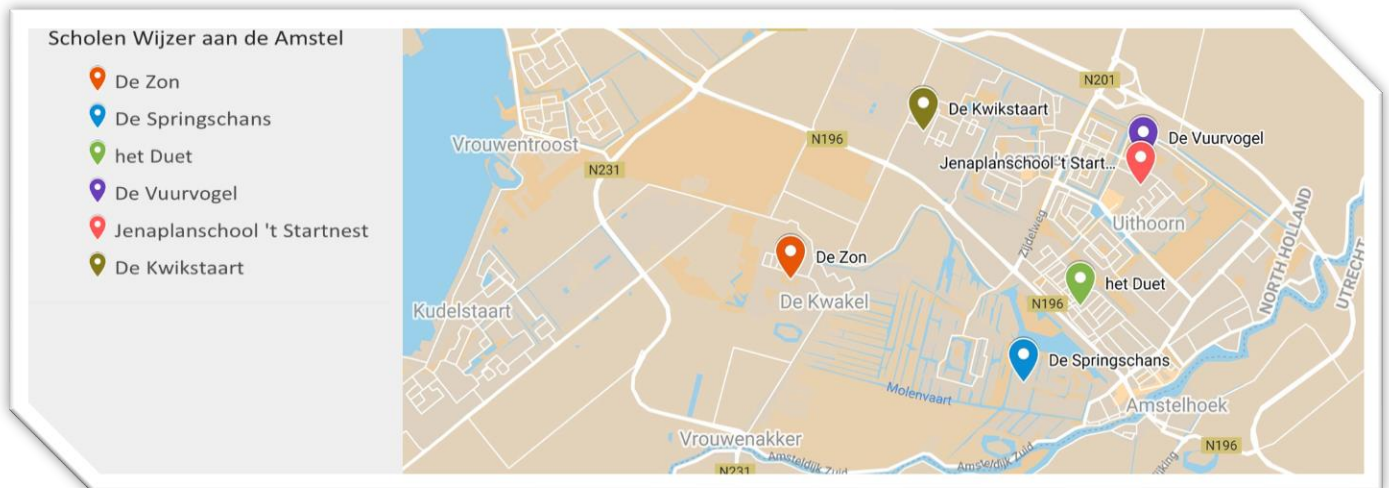 Scholen Wijzer aan de Amstel
De Zon
De Springschans
het Duet
De Vuurvogel
Jenaplanschool 't Startnest
De Kwikstaart
N201
De Kwikstaart
Vrouwentroost
N196
De Vuurvogel
Jenaplanschool 't Start...
N231
Zijdelweg
Uithoorn
NORTH HOLLAND
UTRECHT
De Zon
De Kwakel
het Duet
N196
Kudelstaart
De Springschans
Molenvaart
Amstelhoek
Vrouwenakker
N196
Amsteldijk Zuid
Amsteldijk Zuid
N231